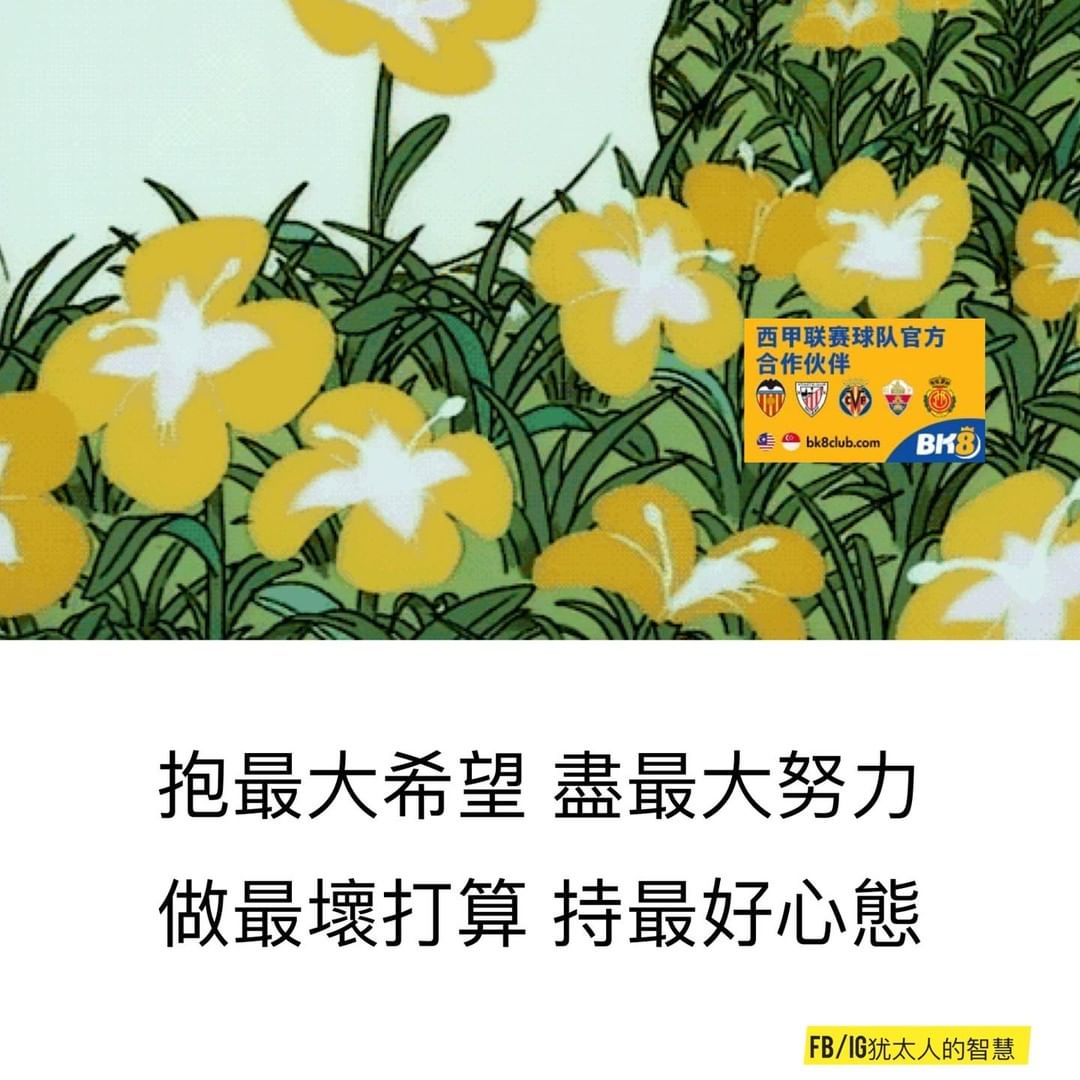 西甲联赛球队官方
合作伙伴
bk8club.com
BK8
抱最大希望 盡最大努力
做最壞打算 持最好心態
FB/IG犹太人的智慧